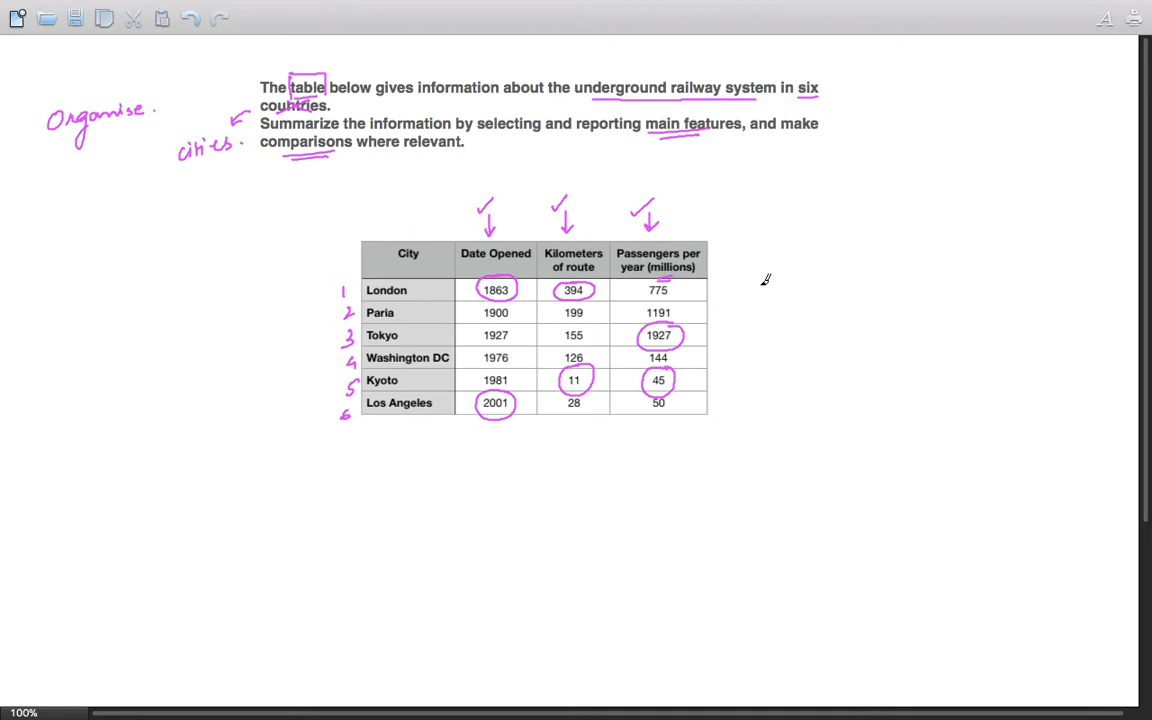 The table below gives information about the underground railway system in six
countries.
Organise.
Summarize the information by selecting and reporting main features, and make
cities.
comparisons where relevant.
City Date Opened Kilometers of route Passengers per year (millions)
1 London 1863 394 775
2 Paria 1900 199 1191
3 Tokyo 1927 155 1927
4 Washington DC 1976 126 144
5 Kyoto 1981 11 45
6 Los Angeles 2001 28 50
100%